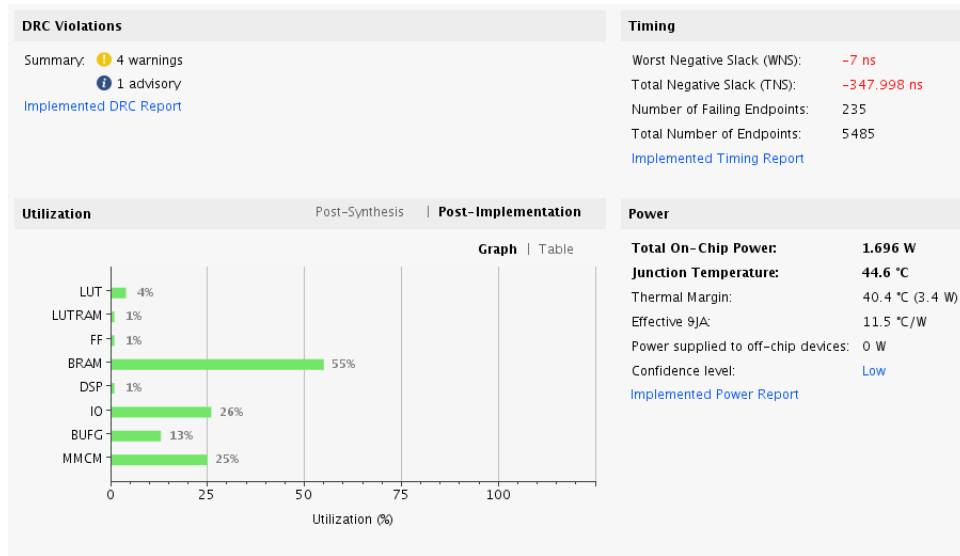 DRC Violations
Summary: 4 warnings
1 advisory
Implemented DRC Report
Timing
Worst Negative Slack (WNS): -7 ns
Total Negative Slack (TNS): -347.998 ns
Number of Failing Endpoints: 235
Total Number of Endpoints: 5485
Implemented Timing Report
Utilization Post-Synthesis | Post-Implementation
Graph | Table
LUT 4%
LUTRAM 1%
FF 1%
BRAM 55%
DSP 1%
IO 26%
BUFG 13%
MMCM 25%
0 25 50 75 100
Utilization (%)
Power
Total On-Chip Power: 1.696 W
Junction Temperature: 44.6 °C
Thermal Margin: 40.4 °C (3.4 W)
Effective ϑJA: 11.5 °C/W
Power supplied to off-chip devices: 0 W
Confidence level: Low
Implemented Power Report